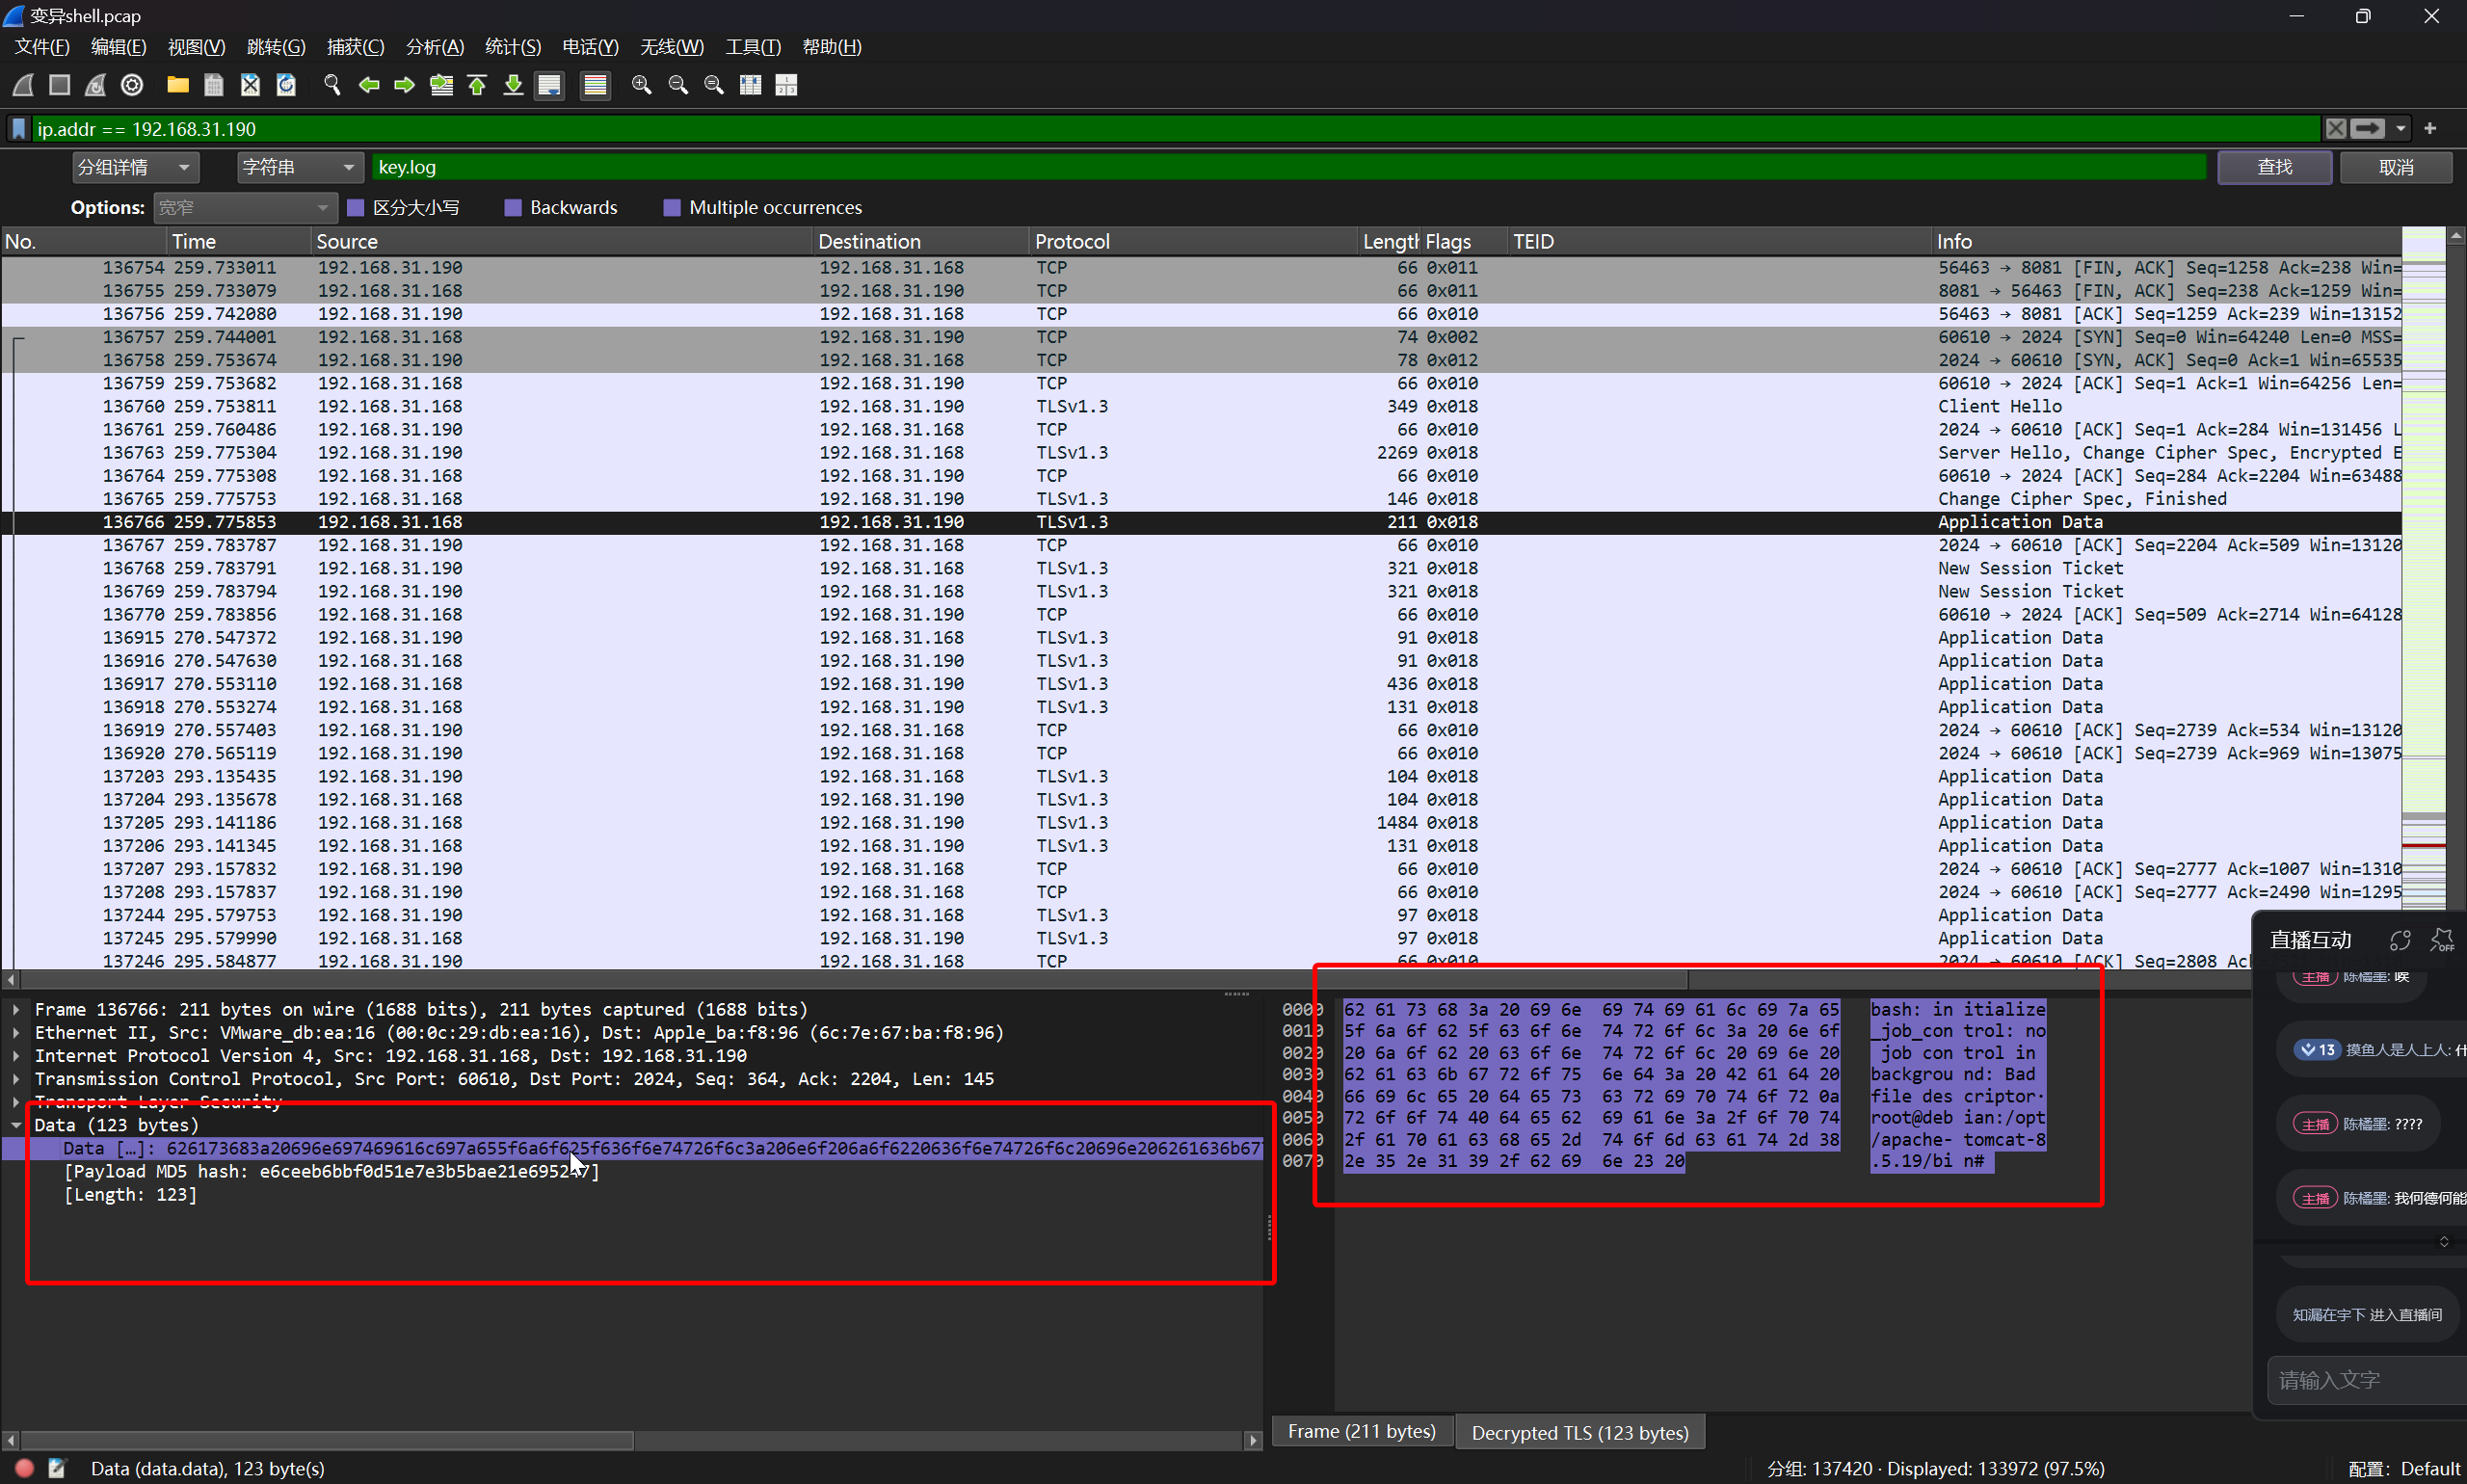 变异shell.pcap
文件(F) 编辑(E) 视图(V) 跳转(G) 捕获(C) 分析(A) 统计(S) 电话(Y) 无线(W) 工具(T) 帮助(H)
ip.addr == 192.168.31.190
分组详情 字符串 key.log 查找 取消
Options: 宽窄 区分大小写 Backwards Multiple occurrences
No. Time Source Destination Protocol Lengtl Flags TEID Info
136754 259.733011 192.168.31.190 192.168.31.168 TCP 66 0x011 56463 → 8081 [FIN, ACK] Seq=1258 Ack=238 Win=
136755 259.733079 192.168.31.168 192.168.31.190 TCP 66 0x011 8081 → 56463 [FIN, ACK] Seq=238 Ack=1259 Win=
136756 259.742080 192.168.31.190 192.168.31.168 TCP 66 0x010 56463 → 8081 [ACK] Seq=1259 Ack=239 Win=13152
136757 259.744001 192.168.31.168 192.168.31.190 TCP 74 0x002 60610 → 2024 [SYN] Seq=0 Win=64240 Len=0 MSS=
136758 259.753674 192.168.31.190 192.168.31.168 TCP 78 0x012 2024 → 60610 [SYN, ACK] Seq=0 Ack=1 Win=65535
136759 259.753682 192.168.31.168 192.168.31.190 TCP 66 0x010 60610 → 2024 [ACK] Seq=1 Ack=1 Win=64256 Len=
136760 259.753811 192.168.31.168 192.168.31.190 TLSv1.3 349 0x018 Client Hello
136761 259.760486 192.168.31.190 192.168.31.168 TCP 66 0x010 2024 → 60610 [ACK] Seq=1 Ack=284 Win=131456 L
136763 259.775304 192.168.31.190 192.168.31.168 TLSv1.3 2269 0x018 Server Hello, Change Cipher Spec, Encrypted E
136764 259.775308 192.168.31.168 192.168.31.190 TCP 66 0x010 60610 → 2024 [ACK] Seq=284 Ack=2204 Win=63488
136765 259.775753 192.168.31.168 192.168.31.190 TLSv1.3 146 0x018 Change Cipher Spec, Finished
136766 259.775853 192.168.31.168 192.168.31.190 TLSv1.3 211 0x018 Application Data
136767 259.783787 192.168.31.190 192.168.31.168 TCP 66 0x010 2024 → 60610 [ACK] Seq=2204 Ack=509 Win=13120
136768 259.783791 192.168.31.190 192.168.31.168 TLSv1.3 321 0x018 New Session Ticket
136769 259.783794 192.168.31.190 192.168.31.168 TLSv1.3 321 0x018 New Session Ticket
136770 259.783856 192.168.31.168 192.168.31.190 TCP 66 0x010 60610 → 2024 [ACK] Seq=509 Ack=2714 Win=64128
136915 270.547372 192.168.31.190 192.168.31.168 TLSv1.3 91 0x018 Application Data
136916 270.547630 192.168.31.168 192.168.31.190 TLSv1.3 91 0x018 Application Data
136917 270.553110 192.168.31.168 192.168.31.190 TLSv1.3 436 0x018 Application Data
136918 270.553274 192.168.31.168 192.168.31.190 TLSv1.3 131 0x018 Application Data
136919 270.557403 192.168.31.190 192.168.31.168 TCP 66 0x010 2024 → 60610 [ACK] Seq=2739 Ack=534 Win=13120
136920 270.565119 192.168.31.190 192.168.31.168 TCP 66 0x010 2024 → 60610 [ACK] Seq=2739 Ack=969 Win=13075
137203 293.135435 192.168.31.190 192.168.31.168 TLSv1.3 104 0x018 Application Data
137204 293.135678 192.168.31.168 192.168.31.190 TLSv1.3 104 0x018 Application Data
137205 293.141186 192.168.31.168 192.168.31.190 TLSv1.3 1484 0x018 Application Data
137206 293.141345 192.168.31.168 192.168.31.190 TLSv1.3 131 0x018 Application Data
137207 293.157832 192.168.31.190 192.168.31.168 TCP 66 0x010 2024 → 60610 [ACK] Seq=2777 Ack=1007 Win=1310
137208 293.157837 192.168.31.190 192.168.31.168 TCP 66 0x010 2024 → 60610 [ACK] Seq=2777 Ack=2490 Win=1295
137244 295.579753 192.168.31.190 192.168.31.168 TLSv1.3 97 0x018 Application Data
137245 295.579990 192.168.31.168 192.168.31.190 TLSv1.3 97 0x018 Application Data
137246 295.584877 192.168.31.190 192.168.31.168 TCP 66 0x010 2024 → 60610 [ACK] Seq=2808 Ac
Frame 136766: 211 bytes on wire (1688 bits), 211 bytes captured (1688 bits)
Ethernet II, Src: VMware_db:ea:16 (00:0c:29:db:ea:16), Dst: Apple_ba:f8:96 (6c:7e:67:ba:f8:96)
Internet Protocol Version 4, Src: 192.168.31.168, Dst: 192.168.31.190
Transmission Control Protocol, Src Port: 60610, Dst Port: 2024, Seq: 364, Ack: 2204, Len: 145
Transport Layer Security
Data (123 bytes)
Data […]: 626173683a20696e697469616c697a655f6a6f625f636f6e74726f6c3a206e6f206a6f6220636f6e74726f6c20696e206261636b67
[Payload MD5 hash: e6ceeb6bbf0d51e7e3b5bae21e6952 7]
[Length: 123]
0000 62 61 73 68 3a 20 69 6e 69 74 69 61 6c 69 7a 65 bash: in itialize
0010 5f 6a 6f 62 5f 63 6f 6e 74 72 6f 6c 3a 20 6e 6f _job_con trol: no
0020 20 6a 6f 62 20 63 6f 6e 74 72 6f 6c 20 69 6e 20 job con trol in
0030 62 61 63 6b 67 72 6f 75 6e 64 3a 20 42 61 64 20 backgrou nd: Bad
0040 66 69 6c 65 20 64 65 73 63 72 69 70 74 6f 72 0a file des criptor·
0050 72 6f 6f 74 40 64 65 62 69 61 6e 3a 2f 6f 70 74 root@deb ian:/opt
0060 2f 61 70 61 63 68 65 2d 74 6f 6d 63 61 74 2d 38 /apache- tomcat-8
0070 2e 35 2e 31 39 2f 62 69 6e 23 20 .5.19/bi n#
Frame (211 bytes) Decrypted TLS (123 bytes)
直播互动
OFF
主播 陈橘墨: 唉
13 摸鱼人是人上人: 什
主播 陈橘墨: ????
主播 陈橘墨: 我何德何能
知漏在宇下 进入直播间
请输入文字
Data (data.data), 123 byte(s)
分组: 137420 · Displayed: 133972 (97.5%)
配置: Default